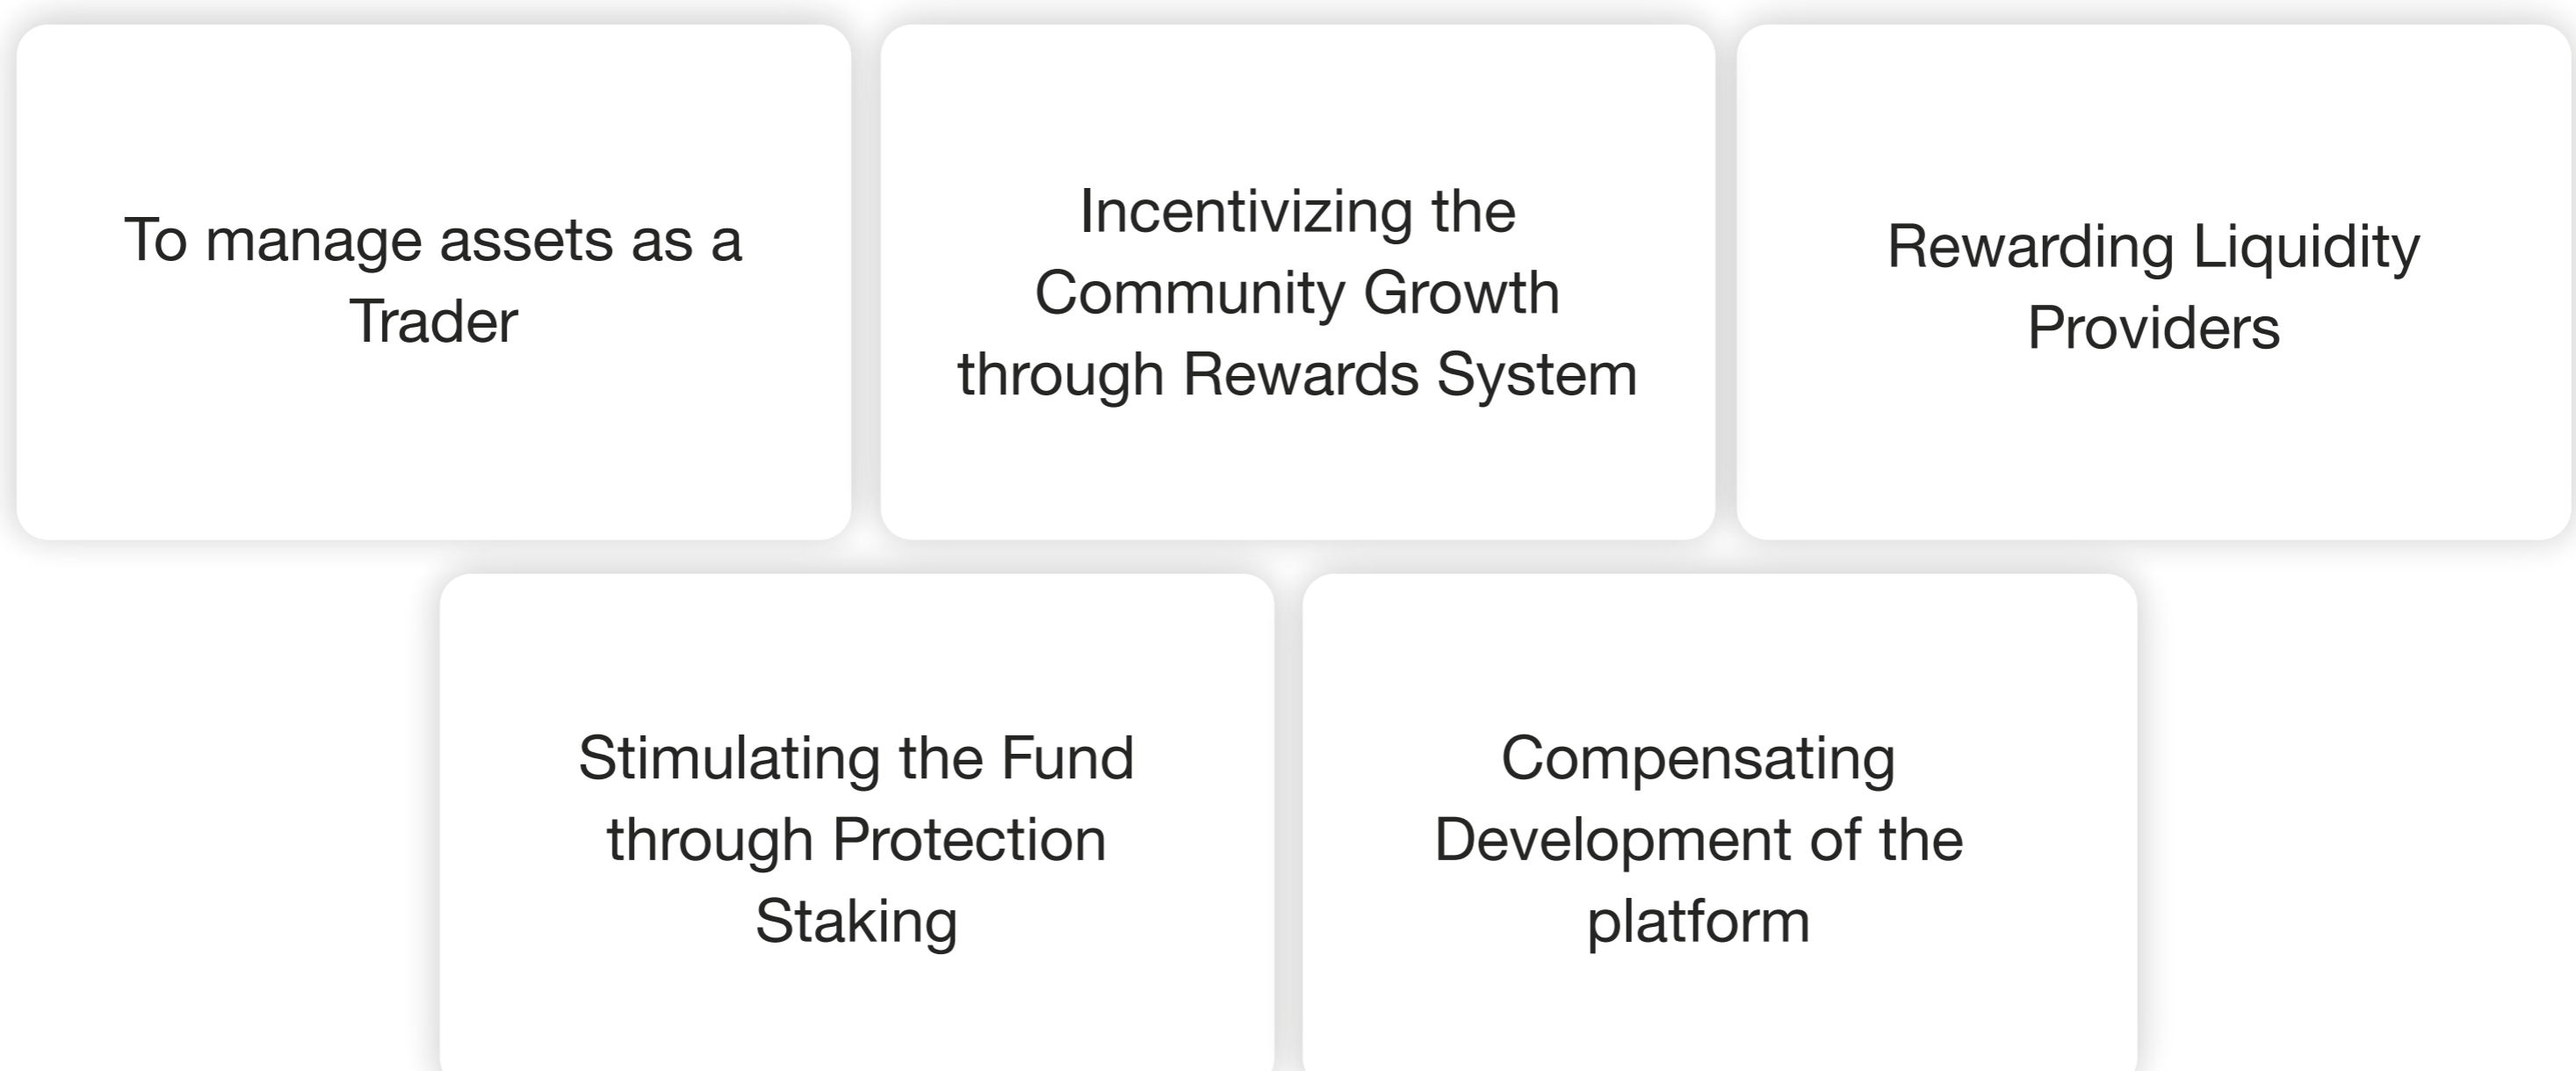 To manage assets as a
Trader
Incentivizing the
Community Growth
through Rewards System
Rewarding Liquidity
Providers
Stimulating the Fund
through Protection
Staking
Compensating
Development of the
platform